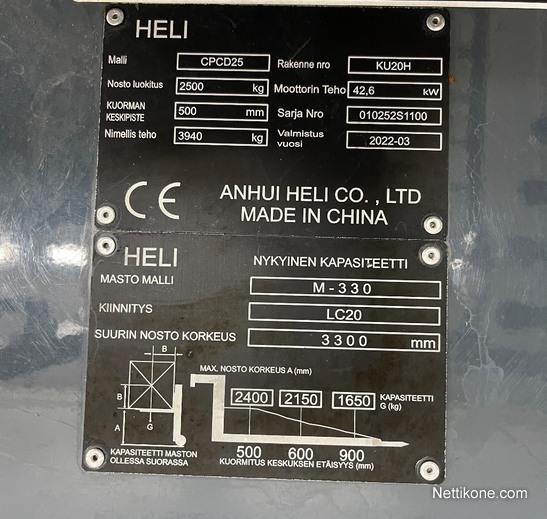 HELI
Malli CPCD25 Rakenne nro KU20H
Nosto luokitus 2500 kg Moottorin Teho 42,6 kW
KUORMAN KESKIPISTE 500 mm Sarja Nro 010252S1100
Nimellis teho 3940 kg Valmistus vuosi 2022-03
CE ANHUI HELI CO. , LTD
MADE IN CHINA
HELI NYKYINEN KAPASITEETTI
MASTO MALLI M-330
KIINNITYS LC20
SUURIN NOSTO KORKEUS 3300 mm
B MAX. NOSTO KORKEUS A (mm)
2400 2150 1650 KAPASITEETTI G (kg)
B
G
A
500 600 900
KAPASITEETTI MASTON OLLESSA SUORASSA
KUORMITUS KESKUKSEN ETÄISYYS (mm)
Nettikone.com